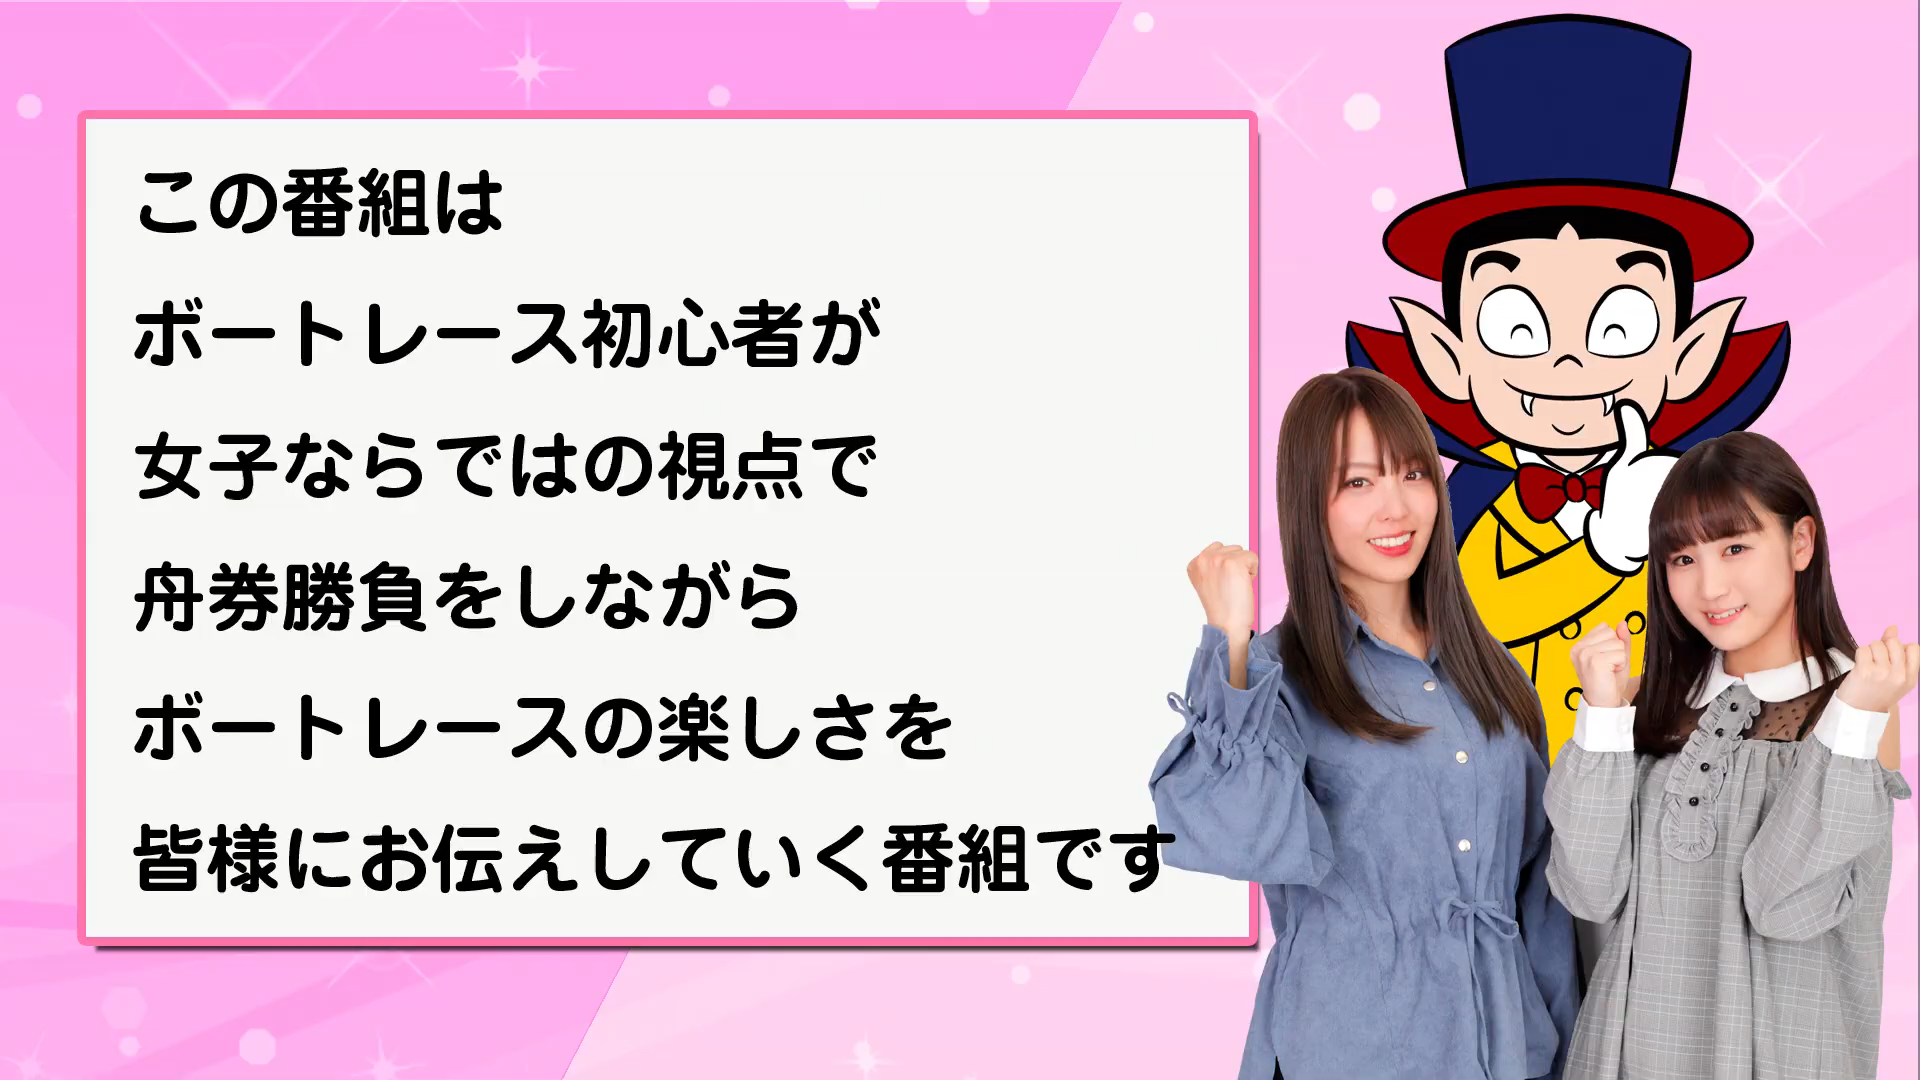 この番組は
ボートレース初心者が
女子ならではの視点で
舟券勝負をしながら
ボートレースの楽しさを
皆様にお伝えしていく番組です